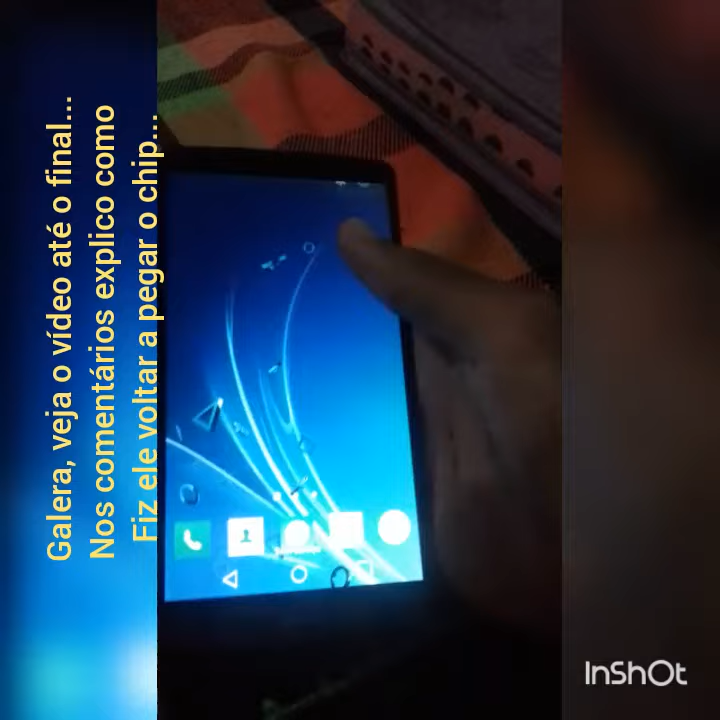 Galera, veja o vídeo até o final...
Nos comentários explico como
Fiz ele voltar a pegar o chip...
InShOt